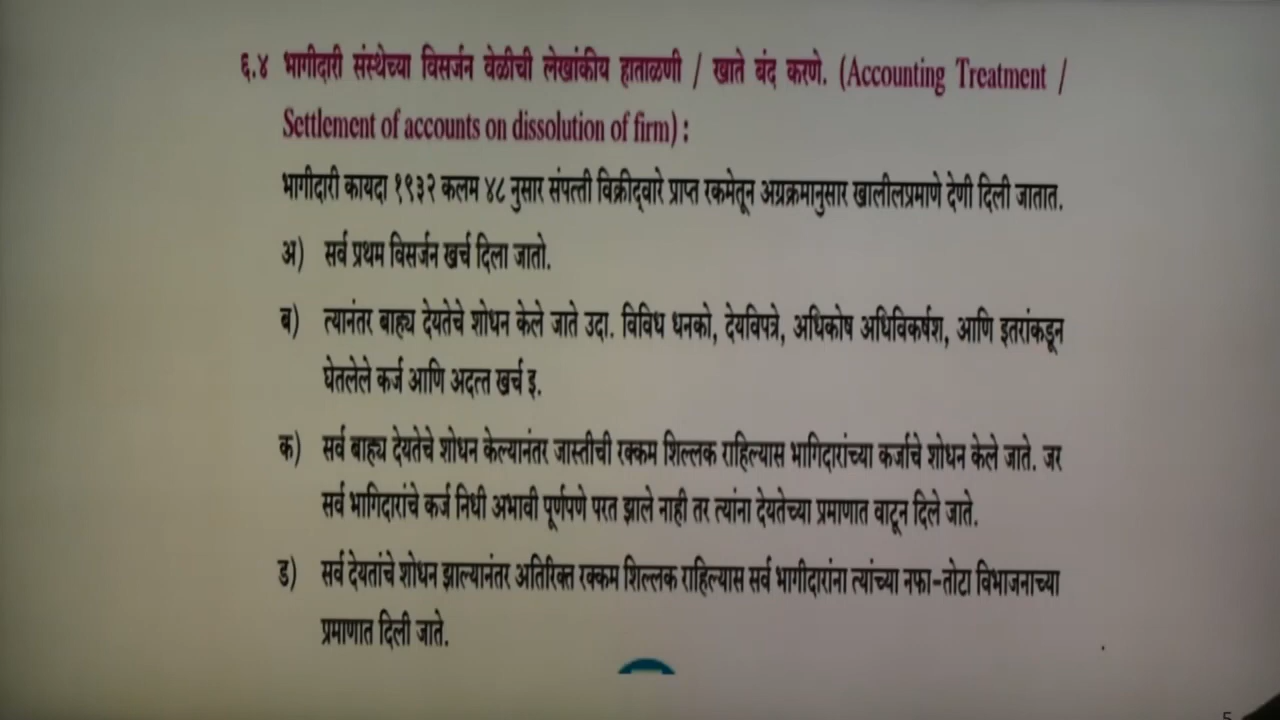 ६.४ भागीदारी संस्थेच्या विसर्जन वेळीची लेखांकीय हाताळणी / खाते बंद करणे. (Accounting Treatment /
Settlement of accounts on dissolution of firm) :
भागीदारी कायदा १९३२ कलम ४८ नुसार संपत्ती विक्रीद्‌वारे प्राप्त रकमेतून अग्रक्रमानुसार खालीलप्रमाणे देणी दिली जातात.
अ) सर्व प्रथम विसर्जन खर्च दिला जातो.
ब) त्यानंतर बाह्य देयतेचे शोधन केले जाते उदा. विविध धनको, देयविपत्रे, अधिकोष अधिविकर्षश, आणि इतरांकडून
घेतलेले कर्ज आणि अदत्त खर्च इ.
क) सर्व बाह्य देयतेचे शोधन केल्यानंतर जास्तीची रक्कम शिल्लक राहिल्यास भागिदारांच्या कर्जाचे शोधन केले जाते. जर
सर्व भागिदारांचे कर्ज निधी अभावी पूर्णपणे परत झाले नाही तर त्यांना देयतेच्या प्रमाणात वाटून दिले जाते.
ड) सर्व देयतांचे शोधन झाल्यानंतर अतिरिक्त रक्कम शिल्लक राहिल्यास सर्व भागीदारांना त्यांच्या नफा-तोटा विभाजनाच्या
प्रमाणात दिली जाते.
5